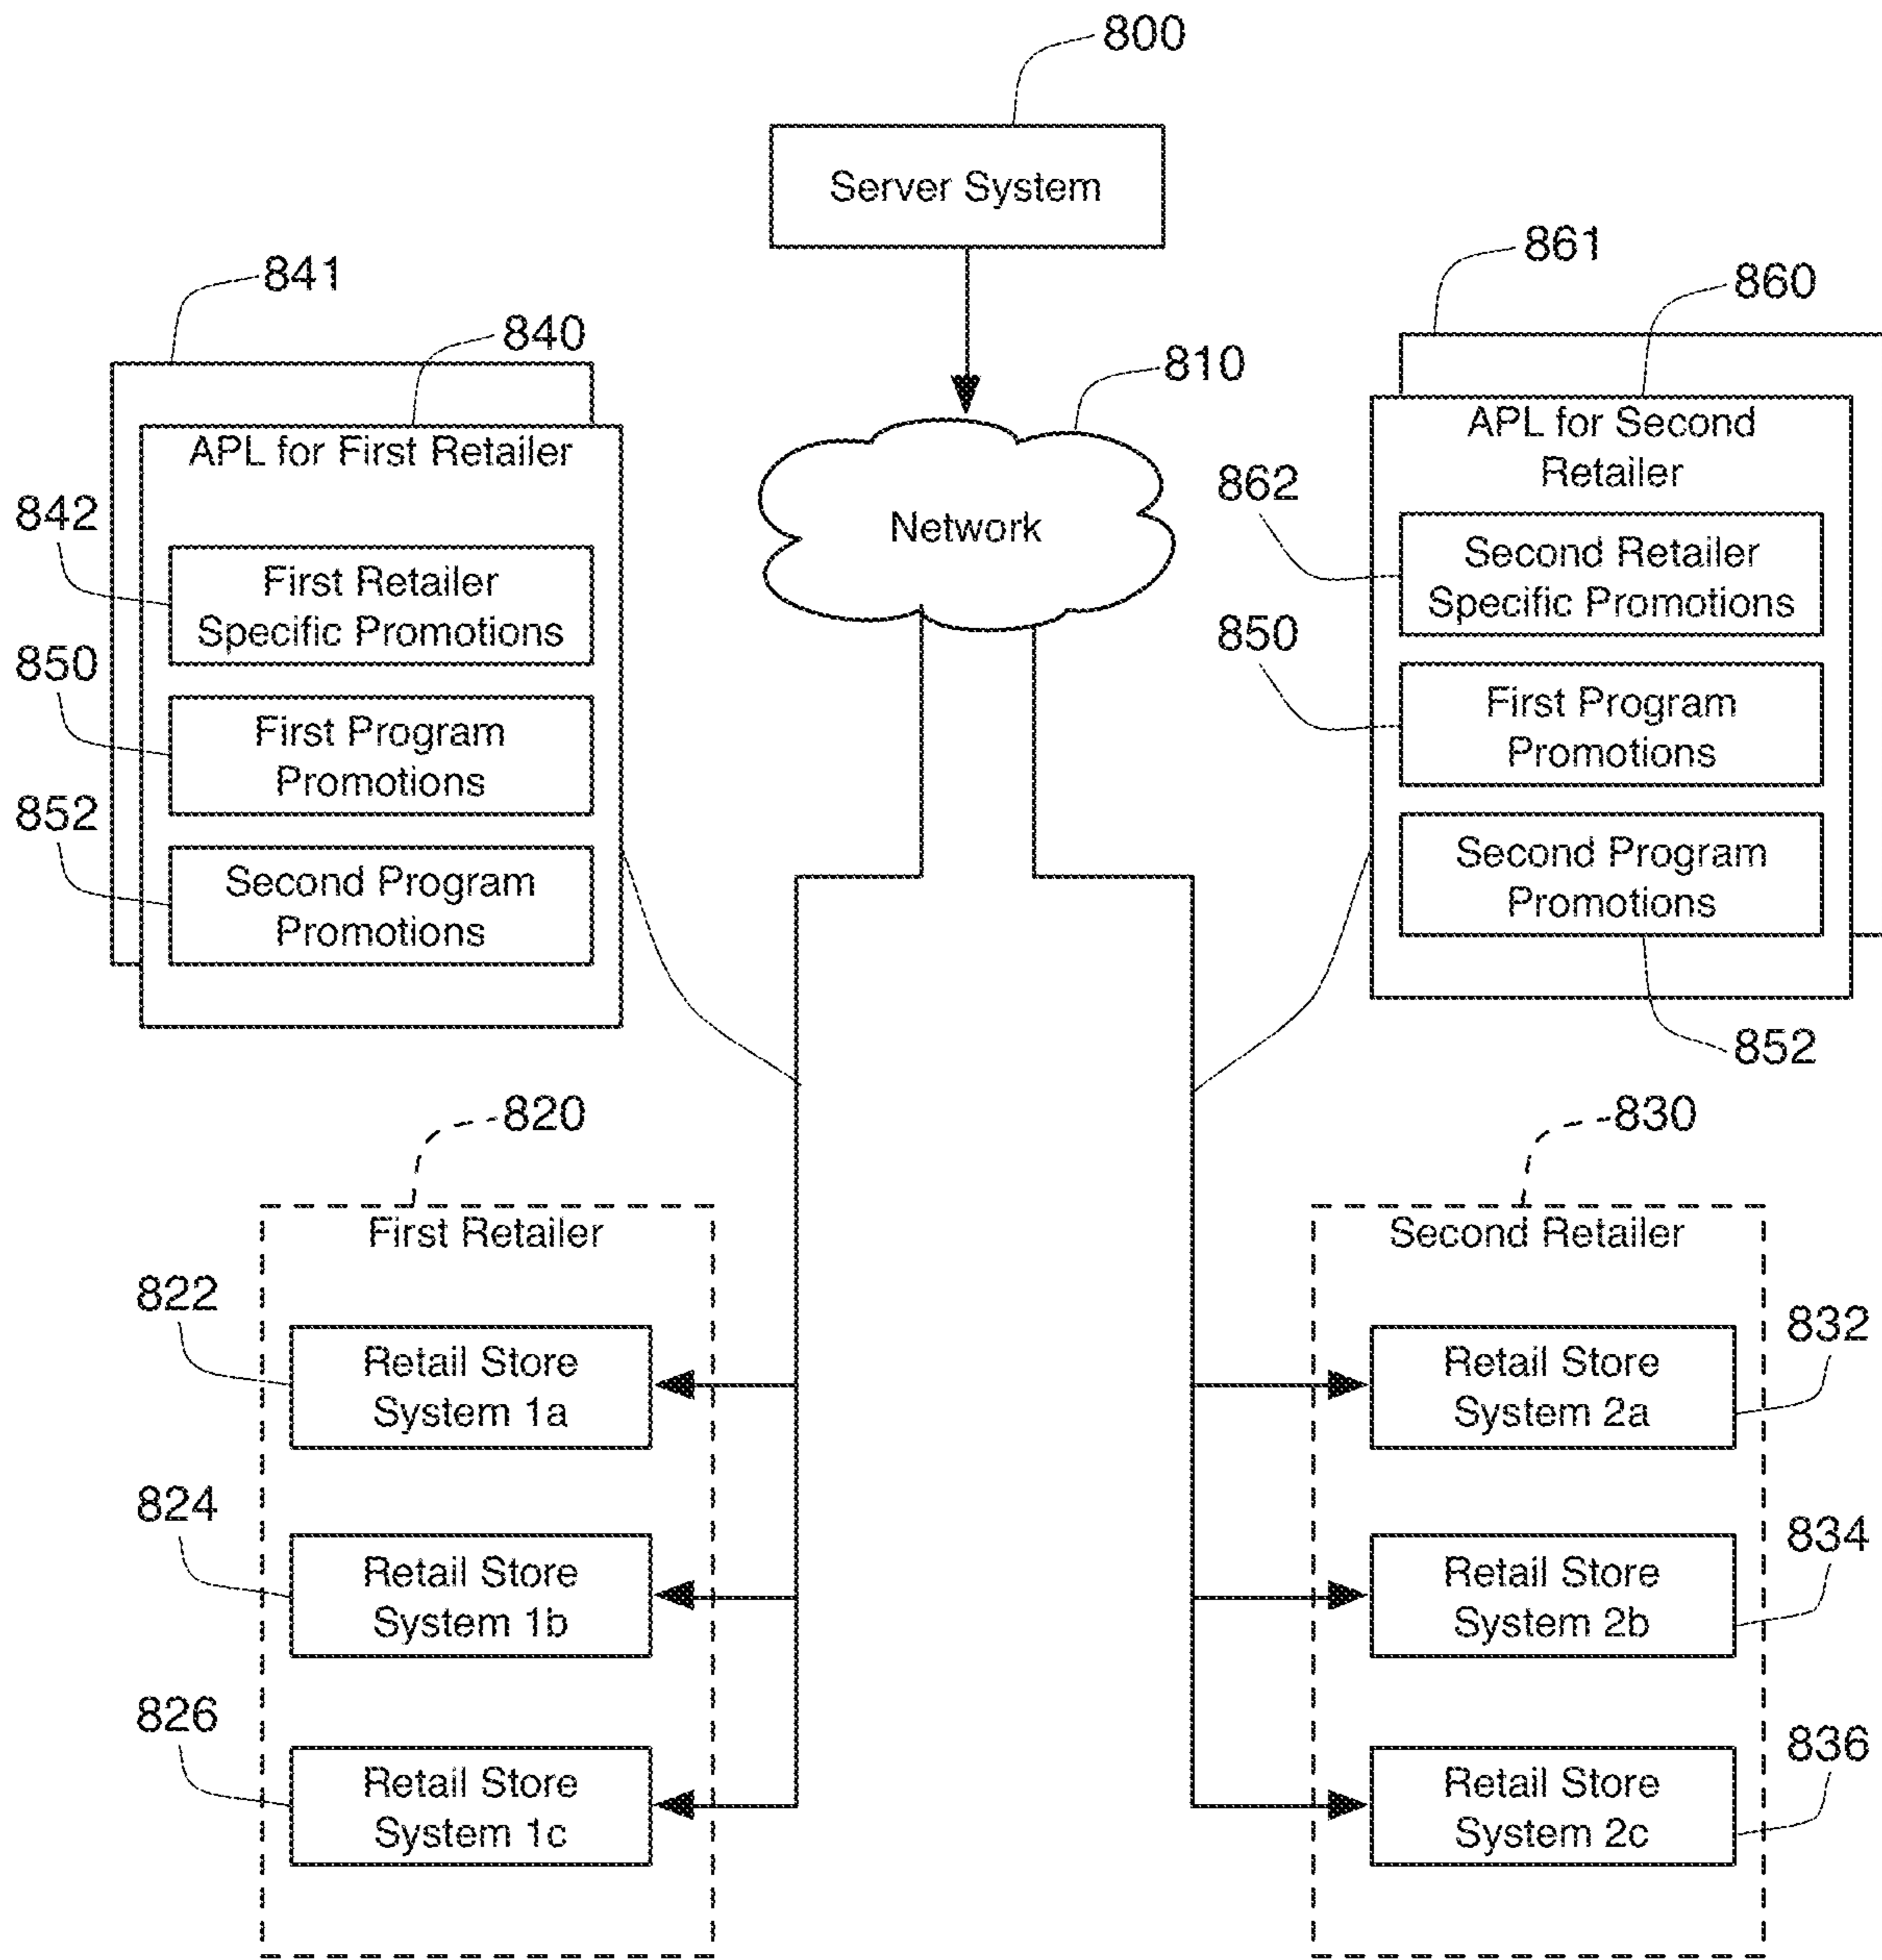 800
Server System
841
840
APL for First Retailer
842
First Retailer
Specific Promotions
850
First Program
Promotions
852
Second Program
Promotions
810
Network
861
860
APL for Second
Retailer
862
Second Retailer
Specific Promotions
850
First Program
Promotions
Second Program
Promotions
852
820
First Retailer
822
Retail Store
System 1a
824
Retail Store
System 1b
826
Retail Store
System 1c
830
Second Retailer
832
Retail Store
System 2a
834
Retail Store
System 2b
836
Retail Store
System 2c